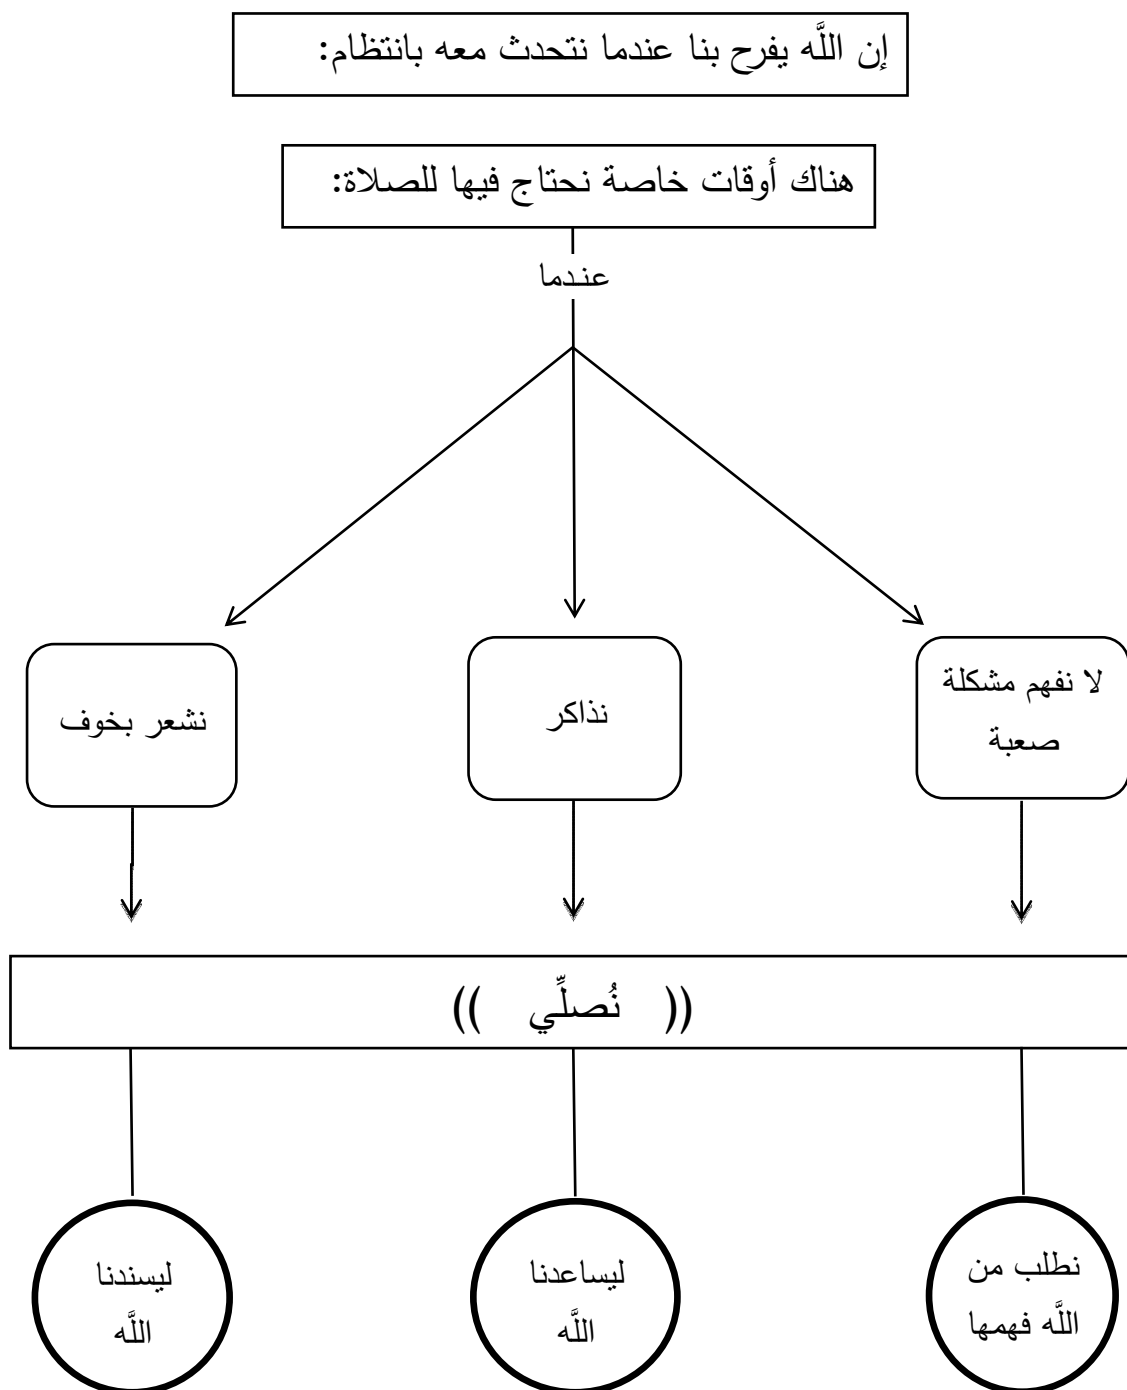 إن اللَّه يفرح بنا عندما نتحدث معه بانتظام:
هناك أوقات خاصة نحتاج فيها للصلاة:
عندما
لا نفهم مشكلة
صعبة
نذاكر
نشعر بخوف
(( نُصلِّي ))
نطلب من
اللَّه فهمها
ليساعدنا
اللَّه
ليسندنا
اللَّه